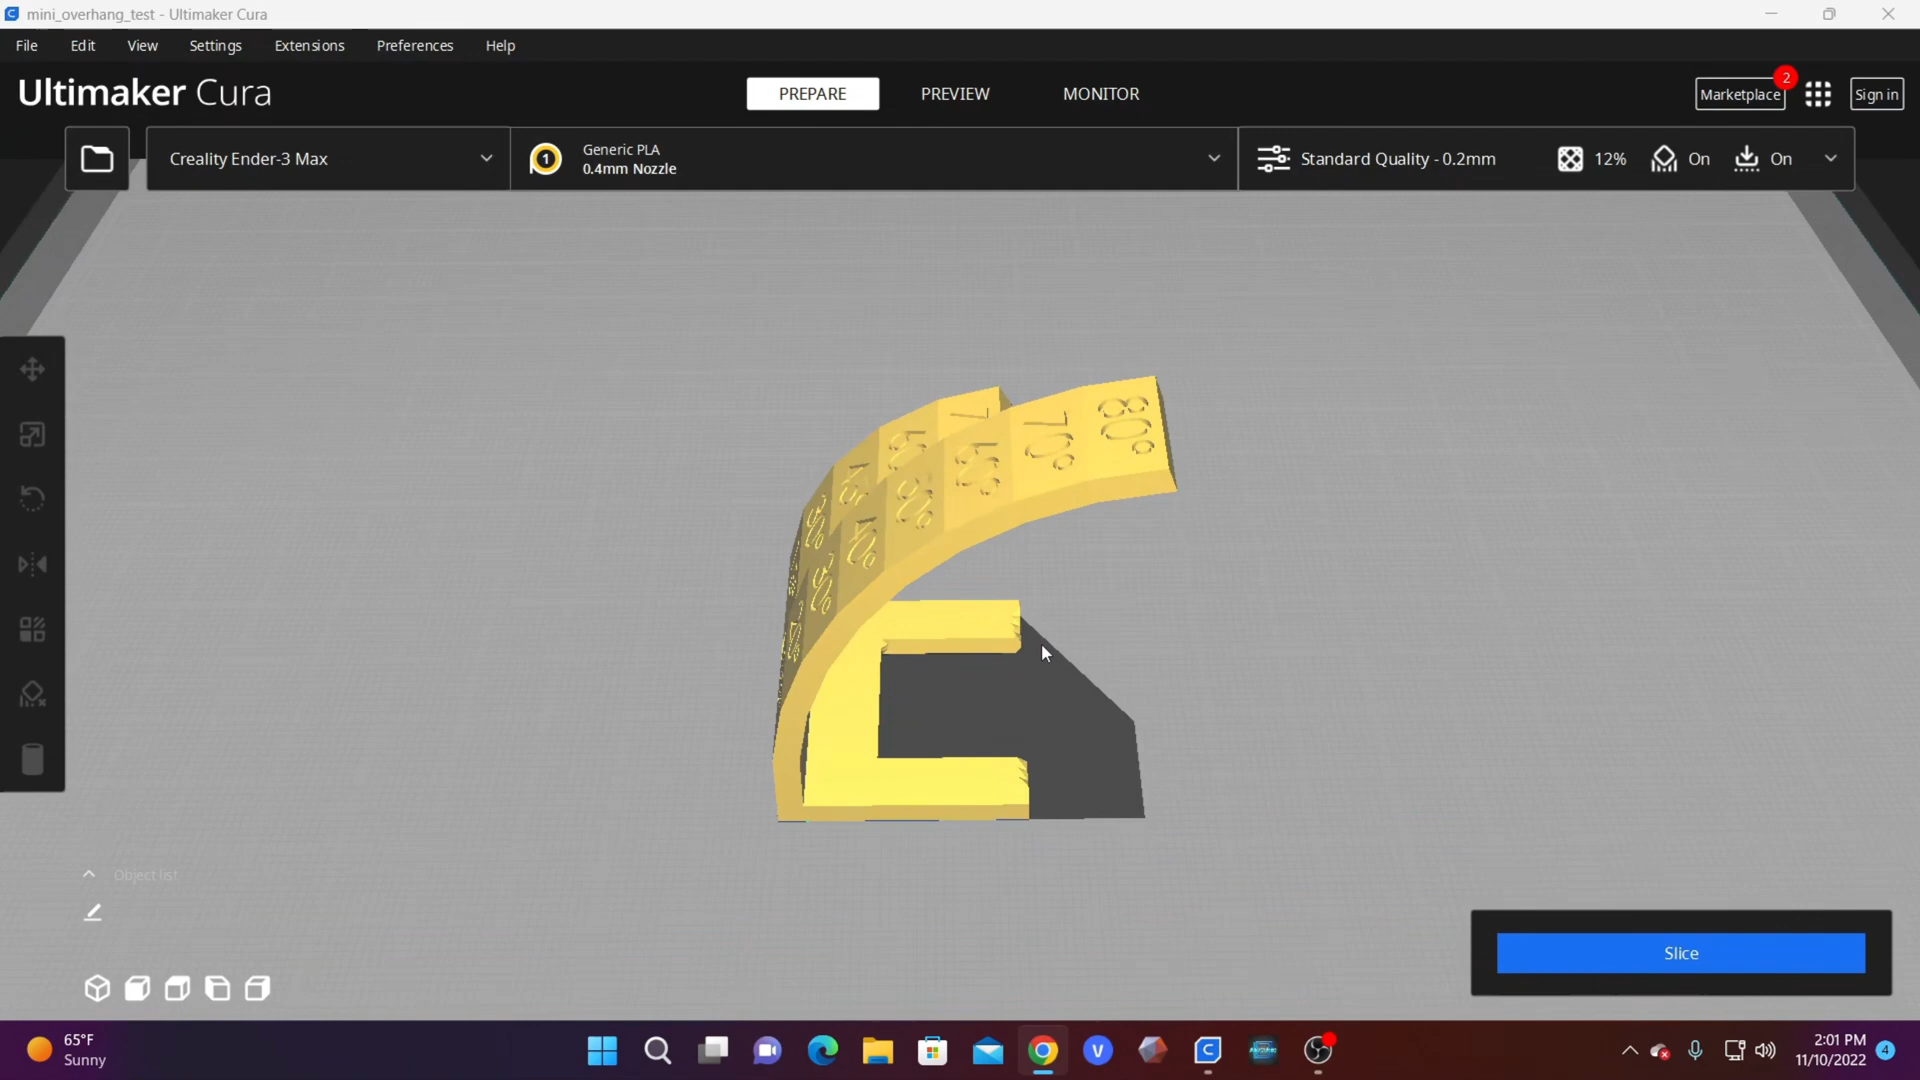 mini_overhang_test - Ultimaker Cura
File Edit View Settings Extensions Preferences Help
Ultimaker Cura
PREPARE PREVIEW MONITOR
Marketplace 2 Sign in
Creality Ender-3 Max
1 Generic PLA
0.4mm Nozzle
Standard Quality - 0.2mm 12% On On
80°
70°
Object list
Slice
65°F
Sunny
2:01 PM
11/10/2022 4